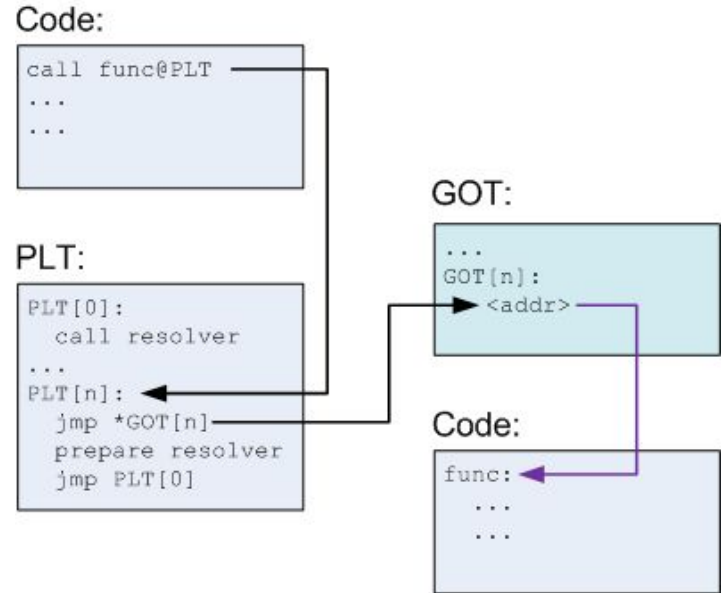 Code:
call func@PLT
...
...
PLT:
PLT[0]:
call resolver
...
PLT[n]:
jmp *GOT[n]
prepare resolver
jmp PLT[0]
GOT:
...
GOT[n]:
<addr>
Code:
func:
...
...